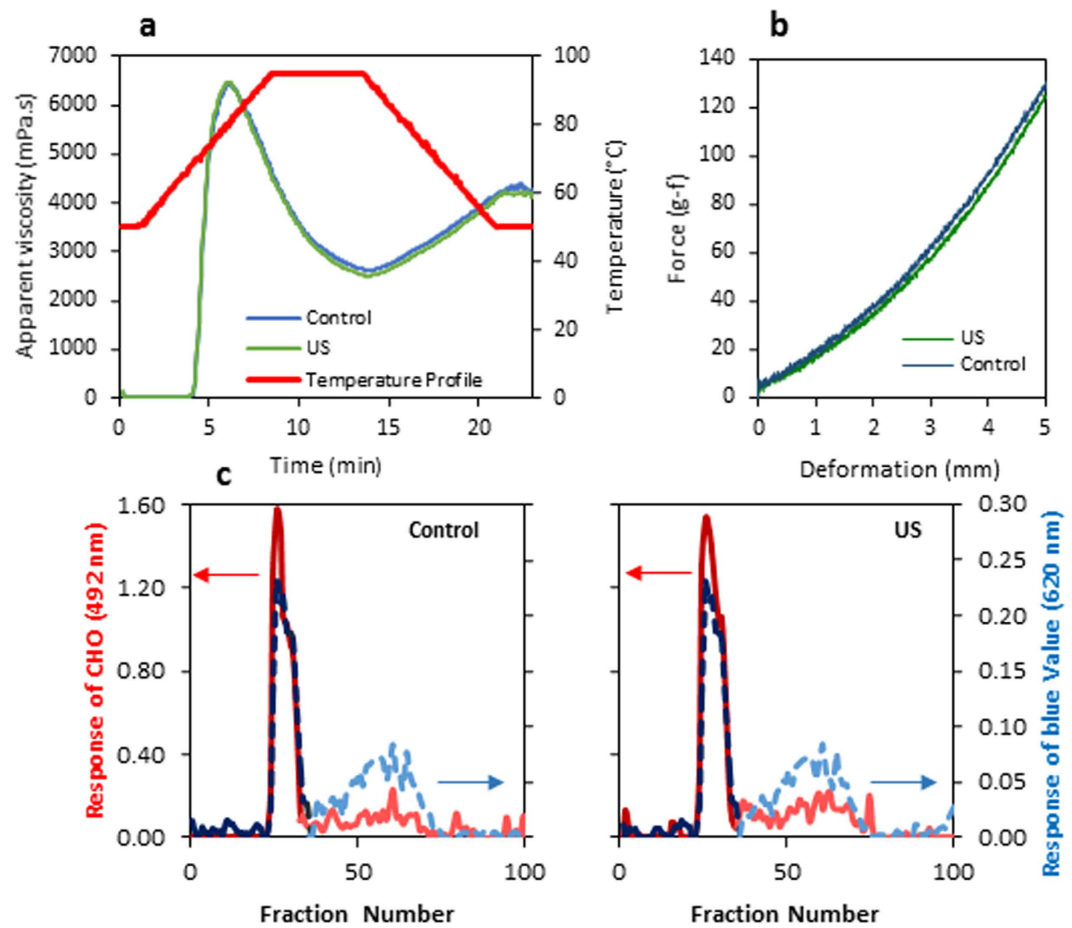 a
Apparent viscosity (mPa.s)
7000
6000
5000
4000
3000
2000
1000
0
100
80
60
40
20
0
Temperature (°C)
Control
US
Temperature Profile
0 5 10 15 20
Time (min)
b
Force (g-f)
140
120
100
80
60
40
20
0
US
Control
0 1 2 3 4 5
Deformation (mm)
c
Response of CHO (492 nm)
1.60
1.20
0.80
0.40
0.00
Control
0 50 100
Fraction Number
US
0.30
0.25
0.20
0.15
0.10
0.05
0.00
Response of blue Value (620 nm)
0 50 100
Fraction Number